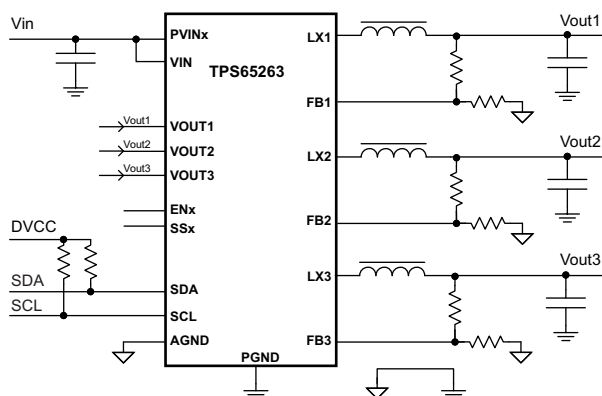 Vin
PVINx
VIN
TPS65263
LX1
Vout1
FB1
Vout1
VOUT1
Vout2
VOUT2
Vout3
VOUT3
LX2
Vout2
FB2
ENx
SSx
DVCC
SDA
SDA
SCL
SCL
AGND
PGND
LX3
Vout3
FB3